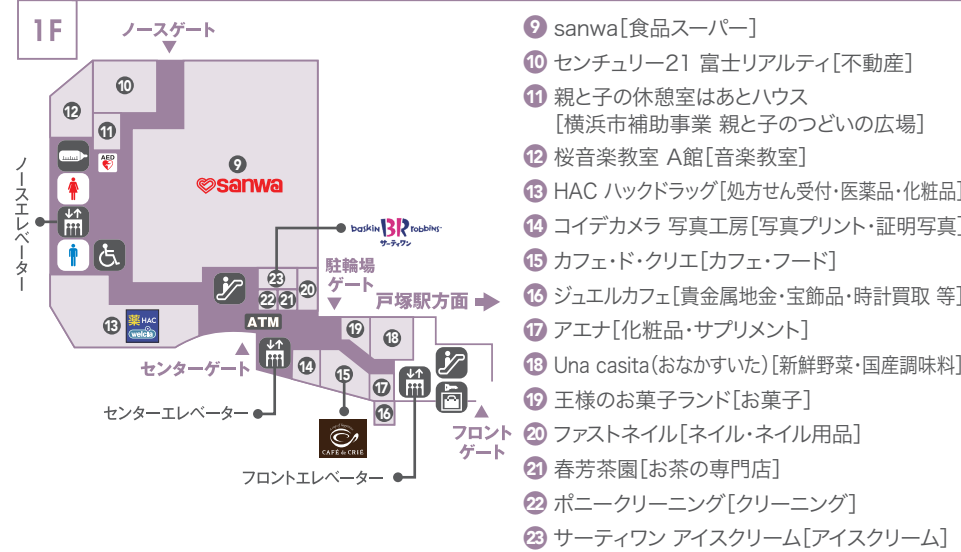 1F
ノースゲート
10
12
11
AED
9
sanwa
ノースエレベーター
baskin BR robbins
サーティワン
駐輪場
ゲート
戸塚駅方面
23
22
21
20
ATM
19
18
13
薬 HAC
welcia
センターゲート
14
15
17
16
センターエレベーター
CAFÉ de CRIÉ
フロント
ゲート
フロントエレベーター
9 sanwa[食品スーパー]
10 センチュリー21 富士リアルティ[不動産]
11 親と子の休憩室はあとハウス
[横浜市補助事業 親と子のつどいの広場]
12 桜音楽教室 A館[音楽教室]
13 HAC ハックドラッグ[処方せん受付・医薬品・化粧品]
14 コイデカメラ 写真工房[写真プリント・証明写真]
15 カフェ・ド・クリエ[カフェ・フード]
16 ジュエルカフェ[貴金属地金・宝飾品・時計買取 等]
17 アエナ[化粧品・サプリメント]
18 Una casita(おなかすいた)[新鮮野菜・国産調味料]
19 王様のお菓子ランド[お菓子]
20 ファストネイル[ネイル・ネイル用品]
21 春芳茶園[お茶の専門店]
22 ポニークリーニング[クリーニング]
23 サーティワン アイスクリーム[アイスクリーム]